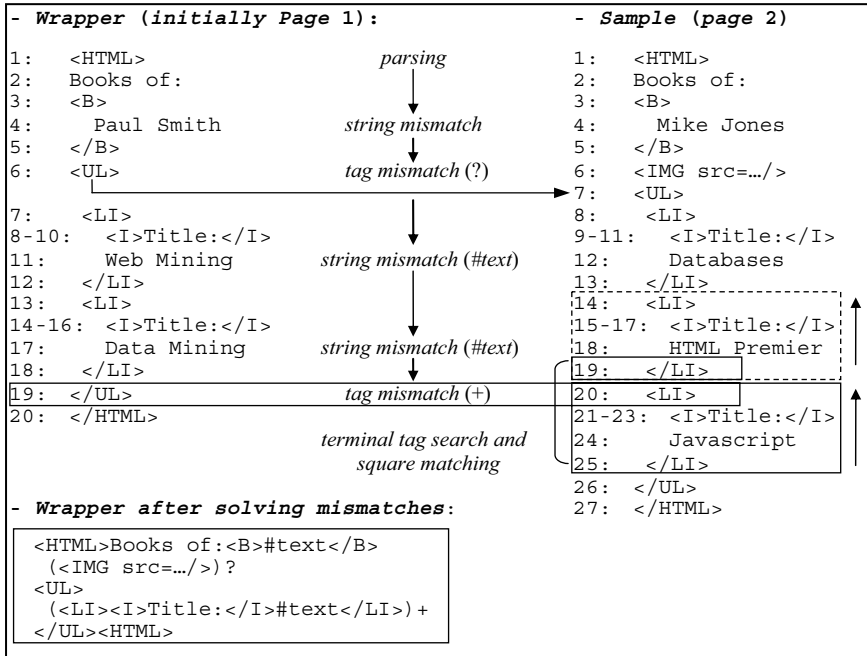 - Wrapper (initially Page 1):
1: <HTML>
2: Books of:
3: <B>
4: Paul Smith
5: </B>
6: <UL>
7: <LI>
8-10: <I>Title:</I>
11: Web Mining
12: </LI>
13: <LI>
14-16: <I>Title:</I>
17: Data Mining
18: </LI>
19: </UL>
20: </HTML>
parsing
string mismatch
tag mismatch (?)
string mismatch (#text)
string mismatch (#text)
tag mismatch (+)
terminal tag search and
square matching
- Sample (page 2)
1: <HTML>
2: Books of:
3: <B>
4: Mike Jones
5: </B>
6: <IMG src=…/>
7: <UL>
8: <LI>
9-11: <I>Title:</I>
12: Databases
13: </LI>
14: <LI>
15-17: <I>Title:</I>
18: HTML Premier
19: </LI>
20: <LI>
21-23: <I>Title:</I>
24: Javascript
25: </LI>
26: </UL>
27: </HTML>
- Wrapper after solving mismatches:
<HTML>Books of:<B>#text</B>
(<IMG src=…/>)?
<UL>
(<LI><I>Title:</I>#text</LI>)+
</UL><HTML>